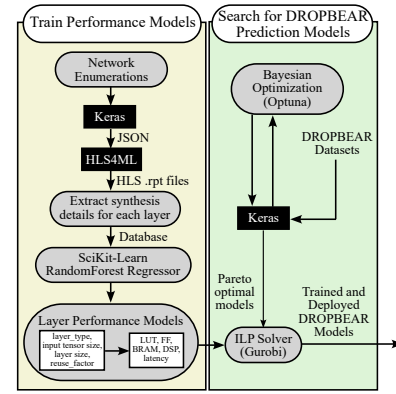 Train Performance Models
Network
Enumerations
Keras
JSON
HLS4ML
HLS .rpt files
Extract synthesis
details for each layer
Database
SciKit-Learn
RandomForest Regressor
Layer Performance Models
layer_type,
input tensor size,
layer size,
reuse_factor
LUT, FF,
BRAM, DSP,
latency
Search for DROPBEAR
Prediction Models
Bayesian
Optimization
(Optuna)
DROPBEAR
Datasets
Keras
Pareto
optimal
models
Trained and
Deployed
DROPBEAR
Models
ILP Solver
(Gurobi)